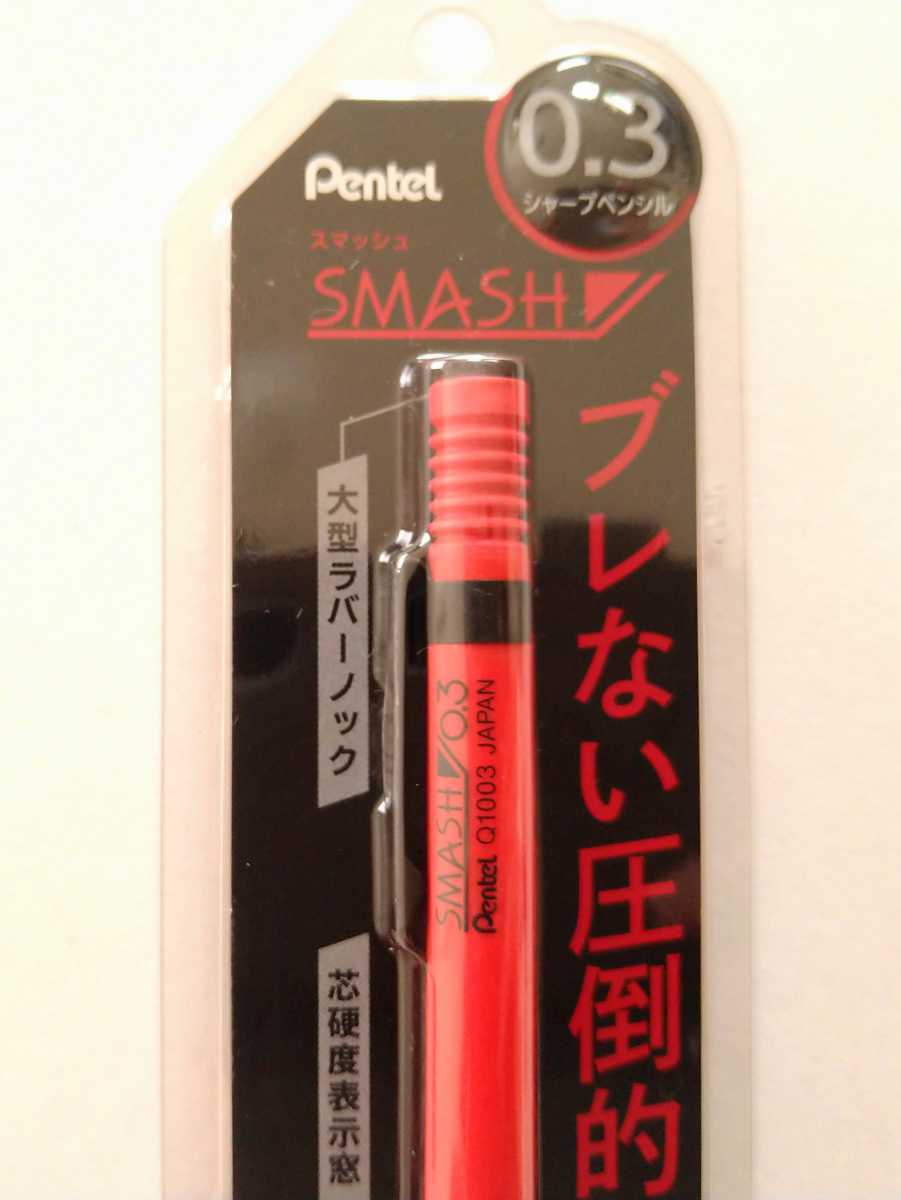 0.3
シャープペンシル
Pentel
スマッシュ
SMASH
ブレない圧倒的
大型ラバーノック
SMASH 0.3
Pentel Q1003 JAPAN
芯硬度表示窓